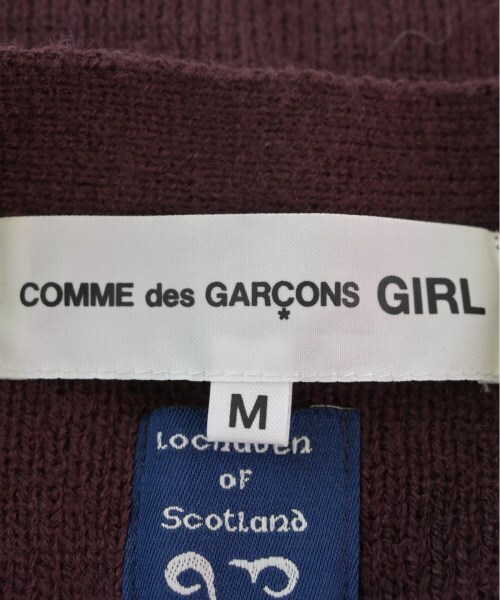 COMME des GARÇONS GIRL
*
M
Lochaven
of
Scotland